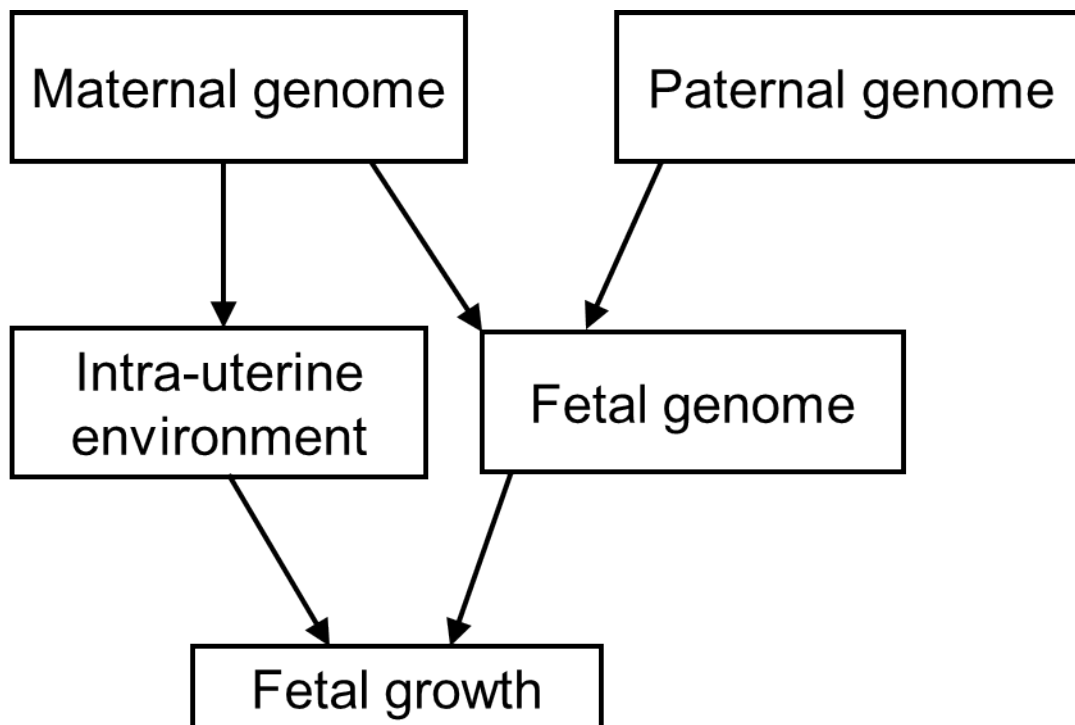 Maternal genome
Paternal genome
Intra-uterine
environment
Fetal genome
Fetal growth